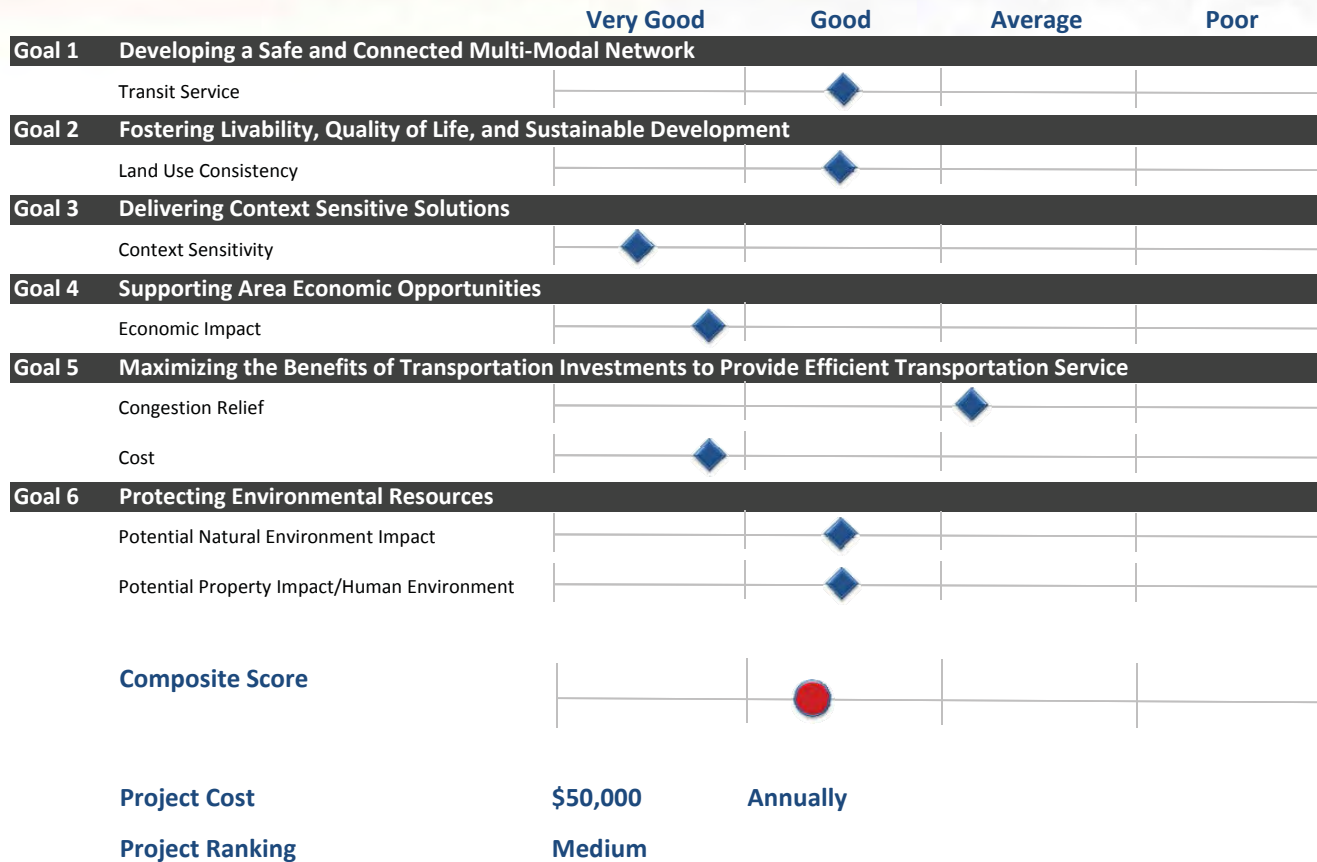 Very Good Good Average Poor
Goal 1 Developing a Safe and Connected Multi-Modal Network
Transit Service
Goal 2 Fostering Livability, Quality of Life, and Sustainable Development
Land Use Consistency
Goal 3 Delivering Context Sensitive Solutions
Context Sensitivity
Goal 4 Supporting Area Economic Opportunities
Economic Impact
Goal 5 Maximizing the Benefits of Transportation Investments to Provide Efficient Transportation Service
Congestion Relief
Cost
Goal 6 Protecting Environmental Resources
Potential Natural Environment Impact
Potential Property Impact/Human Environment
Composite Score
Project Cost $50,000 Annually
Project Ranking Medium